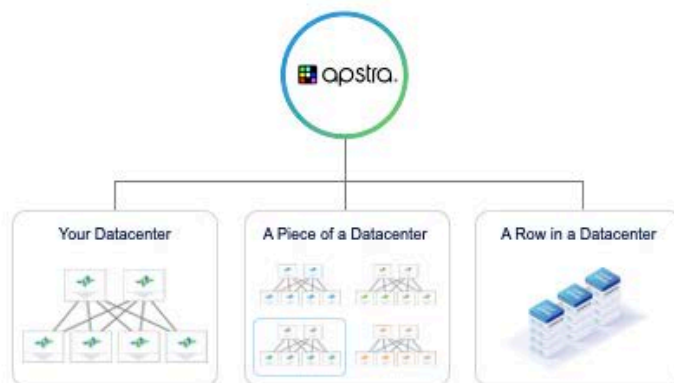 apstra.
Your Datacenter
A Piece of a Datacenter
A Row in a Datacenter